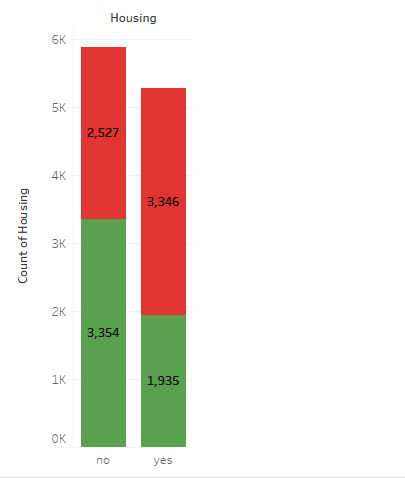 Housing
6K
5K
4K
3K
2K
1K
0K
Count of Housing
2,527
3,346
3,354
1,935
no yes